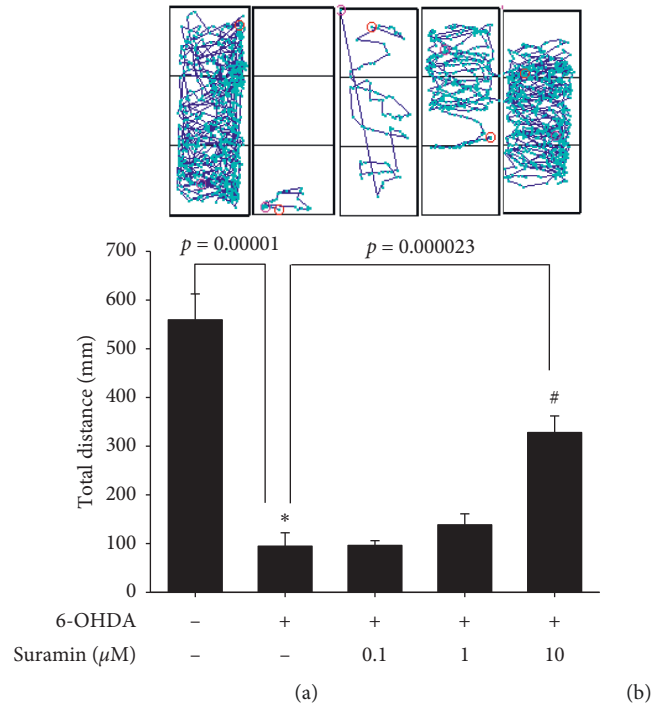 700
p = 0.00001
p = 0.000023
600
500
400
#
300
200
*
100
0
Total distance (mm)
6-OHDA – + + + +
Suramin (μM) – – 0.1 1 10
(a) (b)